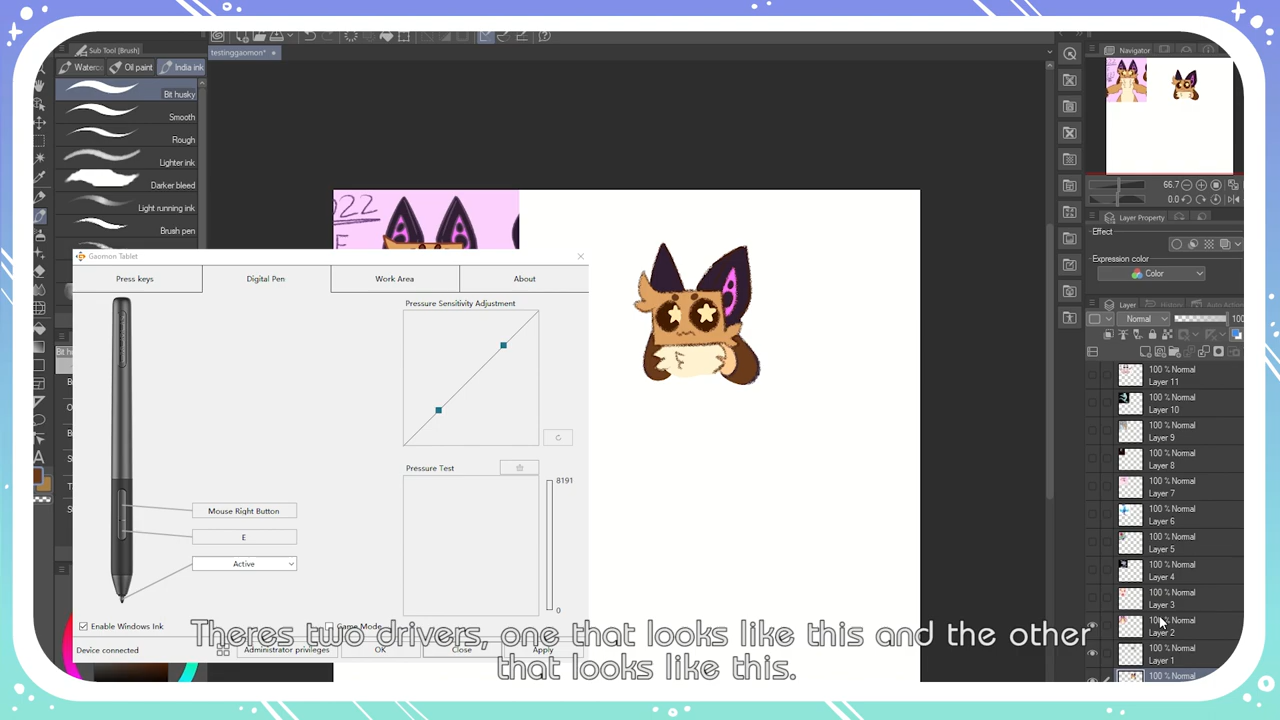 Sub Tool [Brush]
Oil paint
India ink
testinggaomon*
Navigator
Bit husky
Smooth
Rough
Lighter ink
Darker bleed
Light running ink
Brush pen
66.7
0.0
Layer Property
Effect
Expression color
Color
Layer
Normal
100 % Normal
Layer 11
100 % Normal
Layer 10
100 % Normal
Layer 9
100 % Normal
Layer 8
100 % Normal
Layer 7
100 % Normal
Layer 6
100 % Normal
Layer 5
100 % Normal
Layer 4
100 % Normal
Layer 3
100 % Normal
Layer 2
100 % Normal
Layer 1
100 % Normal
Gaomon Tablet
Press keys
Digital Pen
Work Area
About
Pressure Sensitivity Adjustment
Pressure Test
8191
0
Mouse Right Button
E
Active
Enable Windows Ink
Game Mode
Device connected
Administrator privileges
OK
Close
Apply
Theres two drivers, one that looks like this and the other
that looks like this.